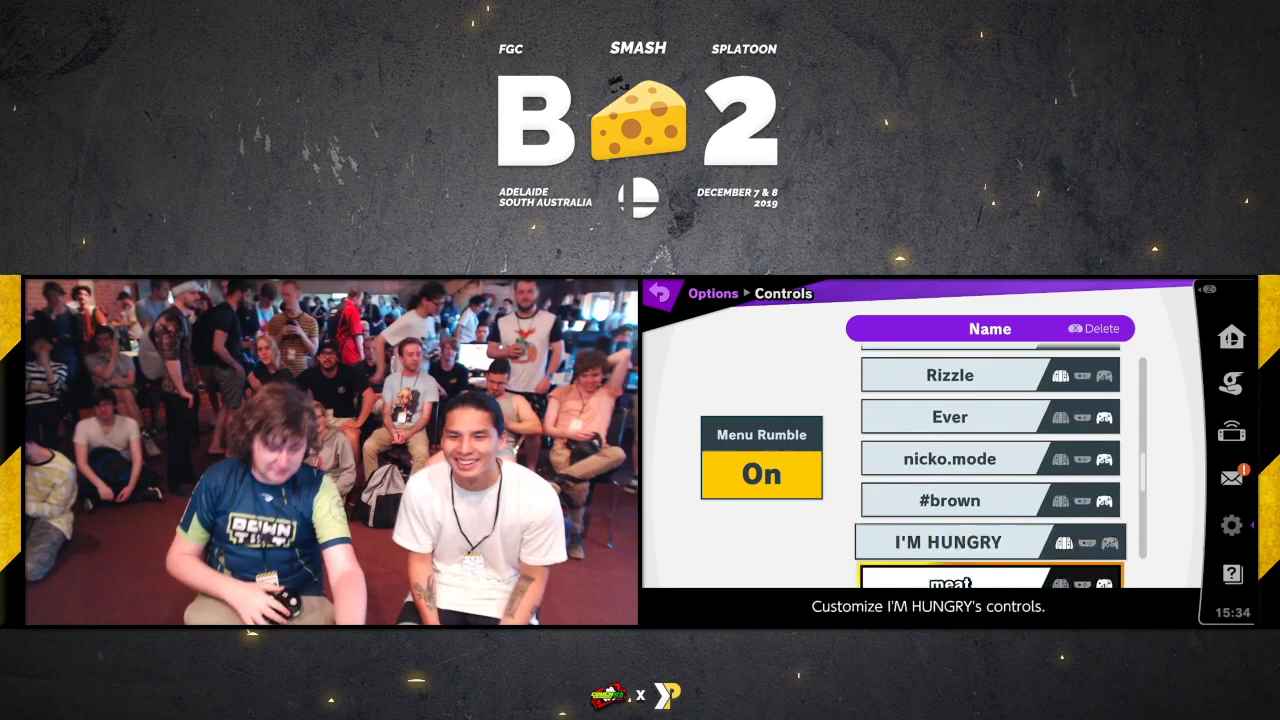 FGC
SMASH
SPLATOON
B 2
ADELAIDE
SOUTH AUSTRALIA
DECEMBER 7 & 8
2019
DOWN
Options ▸ Controls
Name
Delete
Rizzle
Ever
nicko.mode
#brown
I'M HUNGRY
meat
Menu Rumble
On
Customize I'M HUNGRY's controls.
15:34
X